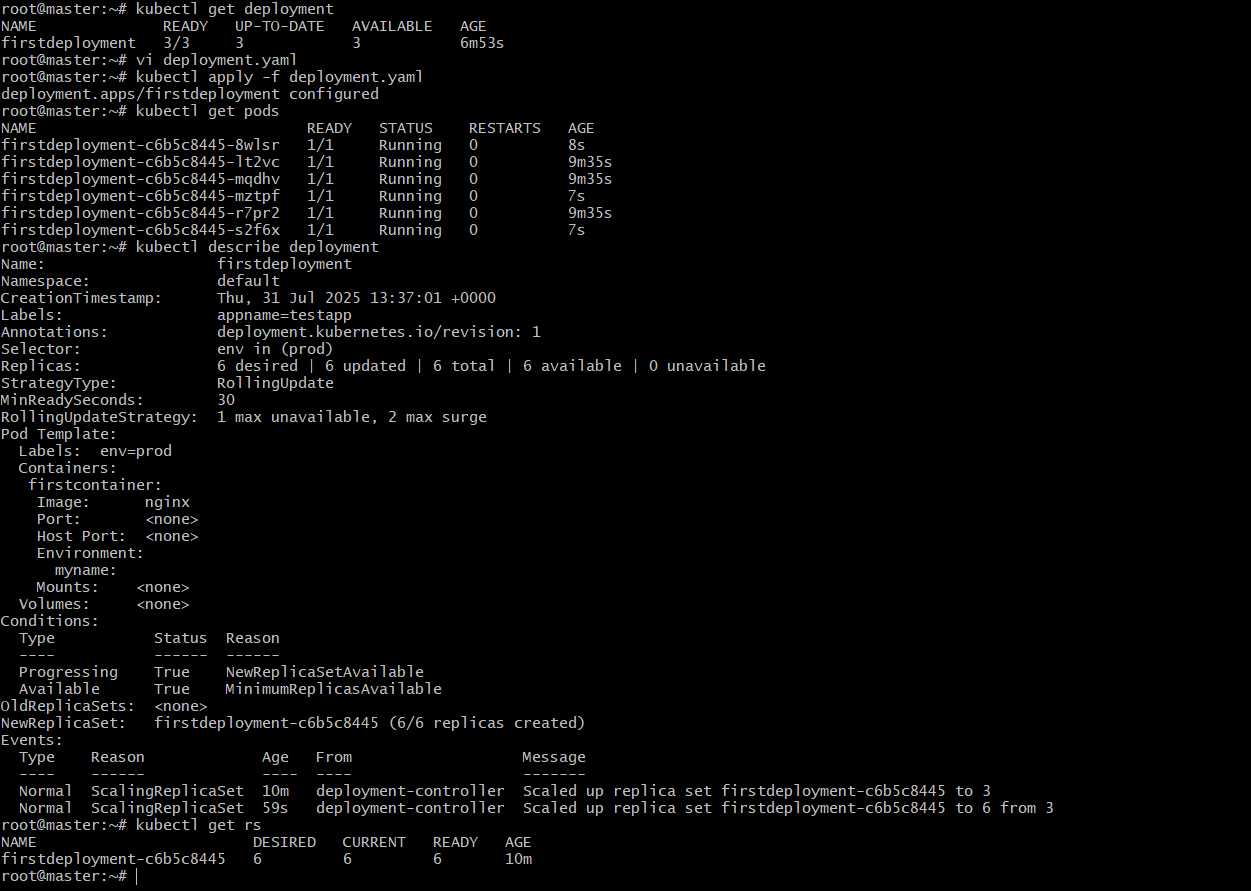 root@master:~# kubectl get deployment
NAME              READY   UP-TO-DATE   AVAILABLE   AGE
firstdeployment   3/3     3            3           6m53s
root@master:~# vi deployment.yaml
root@master:~# kubectl apply -f deployment.yaml
deployment.apps/firstdeployment configured
root@master:~# kubectl get pods
NAME                              READY   STATUS    RESTARTS   AGE
firstdeployment-c6b5c8445-8wlsr   1/1     Running   0          8s
firstdeployment-c6b5c8445-lt2vc   1/1     Running   0          9m35s
firstdeployment-c6b5c8445-mqdhv   1/1     Running   0          9m35s
firstdeployment-c6b5c8445-mztpf   1/1     Running   0          7s
firstdeployment-c6b5c8445-r7pr2   1/1     Running   0          9m35s
firstdeployment-c6b5c8445-s2f6x   1/1     Running   0          7s
root@master:~# kubectl describe deployment
Name:                   firstdeployment
Namespace:              default
CreationTimestamp:      Thu, 31 Jul 2025 13:37:01 +0000
Labels:                 appname=testapp
Annotations:            deployment.kubernetes.io/revision: 1
Selector:               env in (prod)
Replicas:               6 desired | 6 updated | 6 total | 6 available | 0 unavailable
StrategyType:           RollingUpdate
MinReadySeconds:        30
RollingUpdateStrategy:  1 max unavailable, 2 max surge
Pod Template:
  Labels:  env=prod
  Containers:
   firstcontainer:
    Image:      nginx
    Port:       <none>
    Host Port:  <none>
    Environment:
      myname:
    Mounts:    <none>
  Volumes:     <none>
Conditions:
  Type           Status  Reason
  ----           ------  ------
  Progressing    True    NewReplicaSetAvailable
  Available      True    MinimumReplicasAvailable
OldReplicaSets:  <none>
NewReplicaSet:   firstdeployment-c6b5c8445 (6/6 replicas created)
Events:
  Type    Reason             Age   From                   Message
  ----    ------             ----  ----                   -------
  Normal  ScalingReplicaSet  10m   deployment-controller  Scaled up replica set firstdeployment-c6b5c8445 to 3
  Normal  ScalingReplicaSet  59s   deployment-controller  Scaled up replica set firstdeployment-c6b5c8445 to 6 from 3
root@master:~# kubectl get rs
NAME                        DESIRED   CURRENT   READY   AGE
firstdeployment-c6b5c8445   6         6         6       10m
root@master:~#